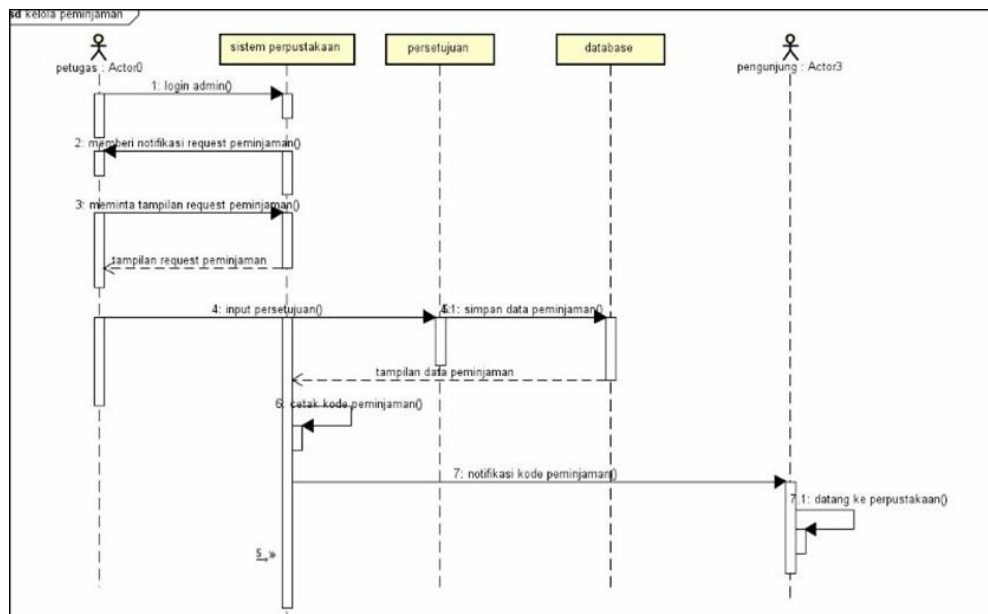 sd kelola peminjaman
petugas : Actor0
sistem perpustakaan
persetujuan
database
pengunjung : Actor3
1: login admin()
2: memberi notifikasi request peminjaman()
3: meminta tampilan request peminjaman()
tampilan request peminjaman
4: input persetujuan()
.1: simpan data peminjaman()
tampilan data peminjaman
6: cetak kode peminjaman()
7: notifikasi kode peminjaman()
7.1: datang ke perpustakaan()